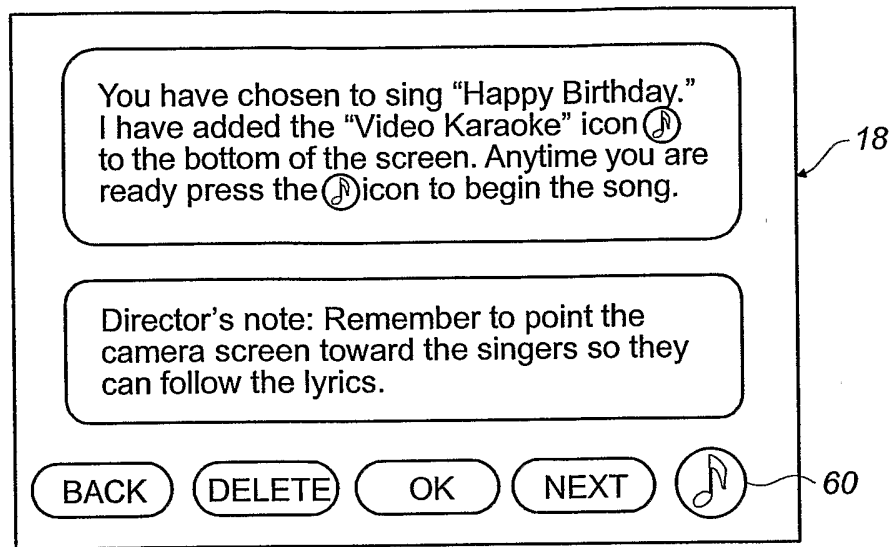 You have chosen to sing “Happy Birthday.”
I have added the “Video Karaoke” icon
to the bottom of the screen. Anytime you are
ready press the icon to begin the song.
18
Director’s note: Remember to point the
camera screen toward the singers so they
can follow the lyrics.
BACK DELETE OK NEXT 60